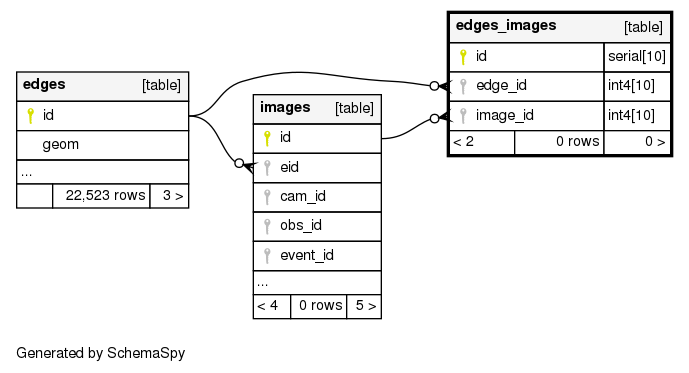 edges [table]
id
geom
...
22,523 rows 3 >
images [table]
id
eid
cam_id
obs_id
event_id
...
< 4 0 rows 5 >
edges_images [table]
id serial[10]
edge_id int4[10]
image_id int4[10]
< 2 0 rows 0 >
Generated by SchemaSpy